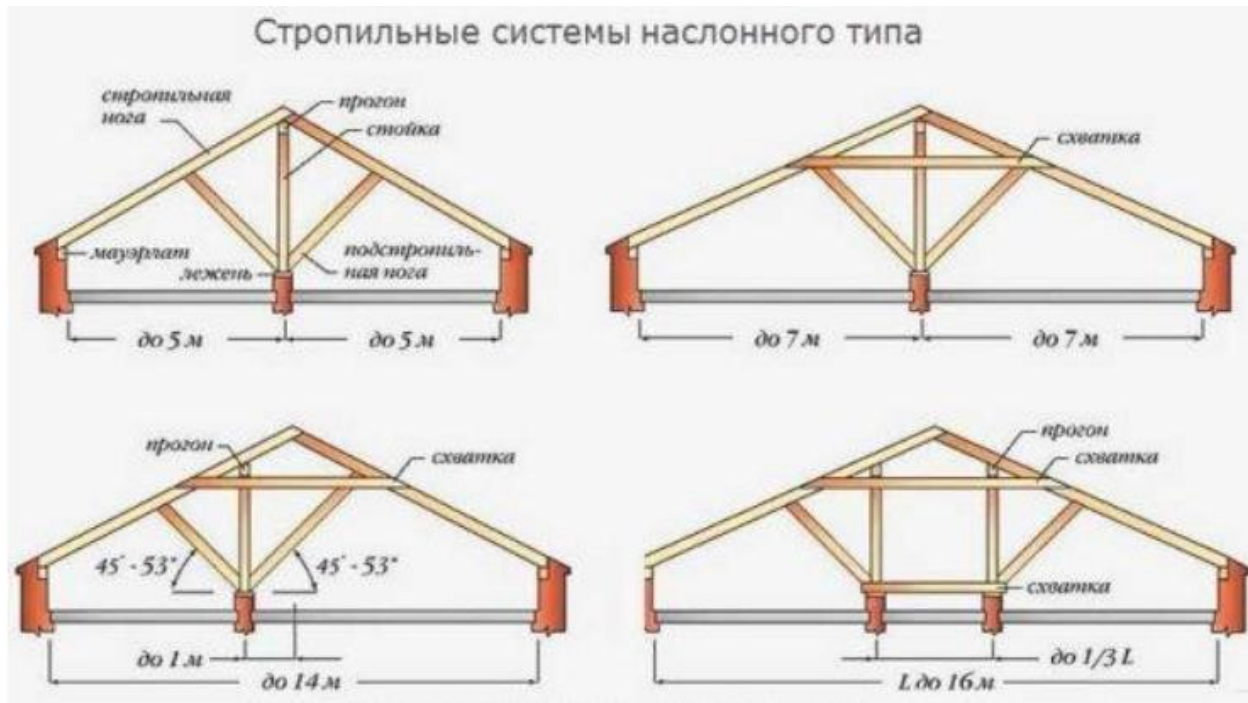 Стропильные системы наслонного типа
стропильная
нога
прогон
стойка
мауэрлат
лежень
подстропиль-
ная нога
до 5 м
до 5 м
схватка
до 7 м
до 7 м
прогон
схватка
45° - 53°
45° - 53°
до 1 м
до 14 м
прогон
схватка
схватка
до 1/3 L
L до 16 м